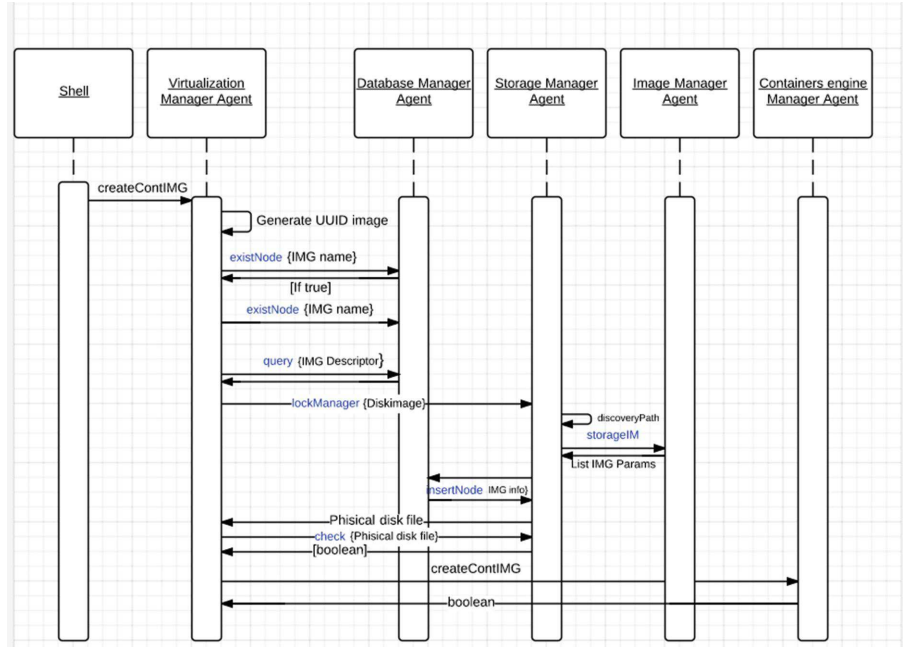 Shell
Virtualization
Manager Agent
Database Manager
Agent
Storage Manager
Agent
Image Manager
Agent
Containers engine
Manager Agent
createContIMG
Generate UUID image
existNode {IMG name}
[If true]
existNode {IMG name}
query {IMG Descriptor}
lockManager {Diskimage}
discoveryPath
storageIM
List IMG Params
insertNode IMG info}
Phisical disk file
check {Phisical disk file}
[boolean]
createContIMG
boolean